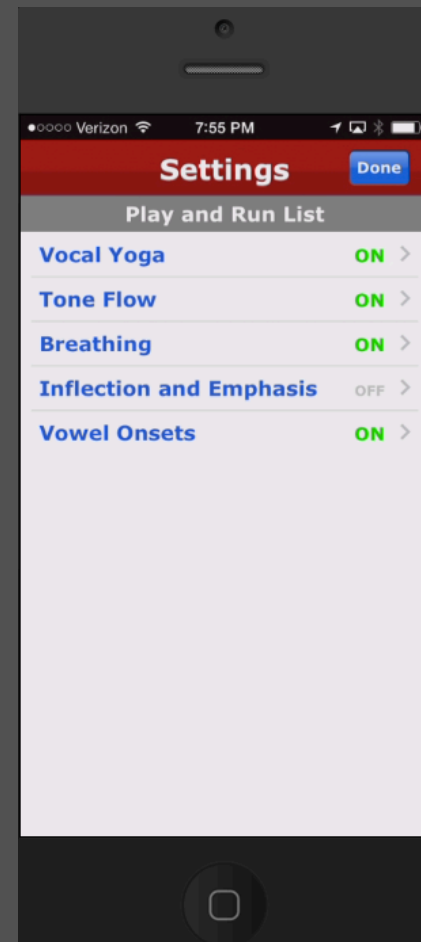 Verizon 7:55 PM
Settings Done
Play and Run List
Vocal Yoga ON
Tone Flow ON
Breathing ON
Inflection and Emphasis OFF
Vowel Onsets ON